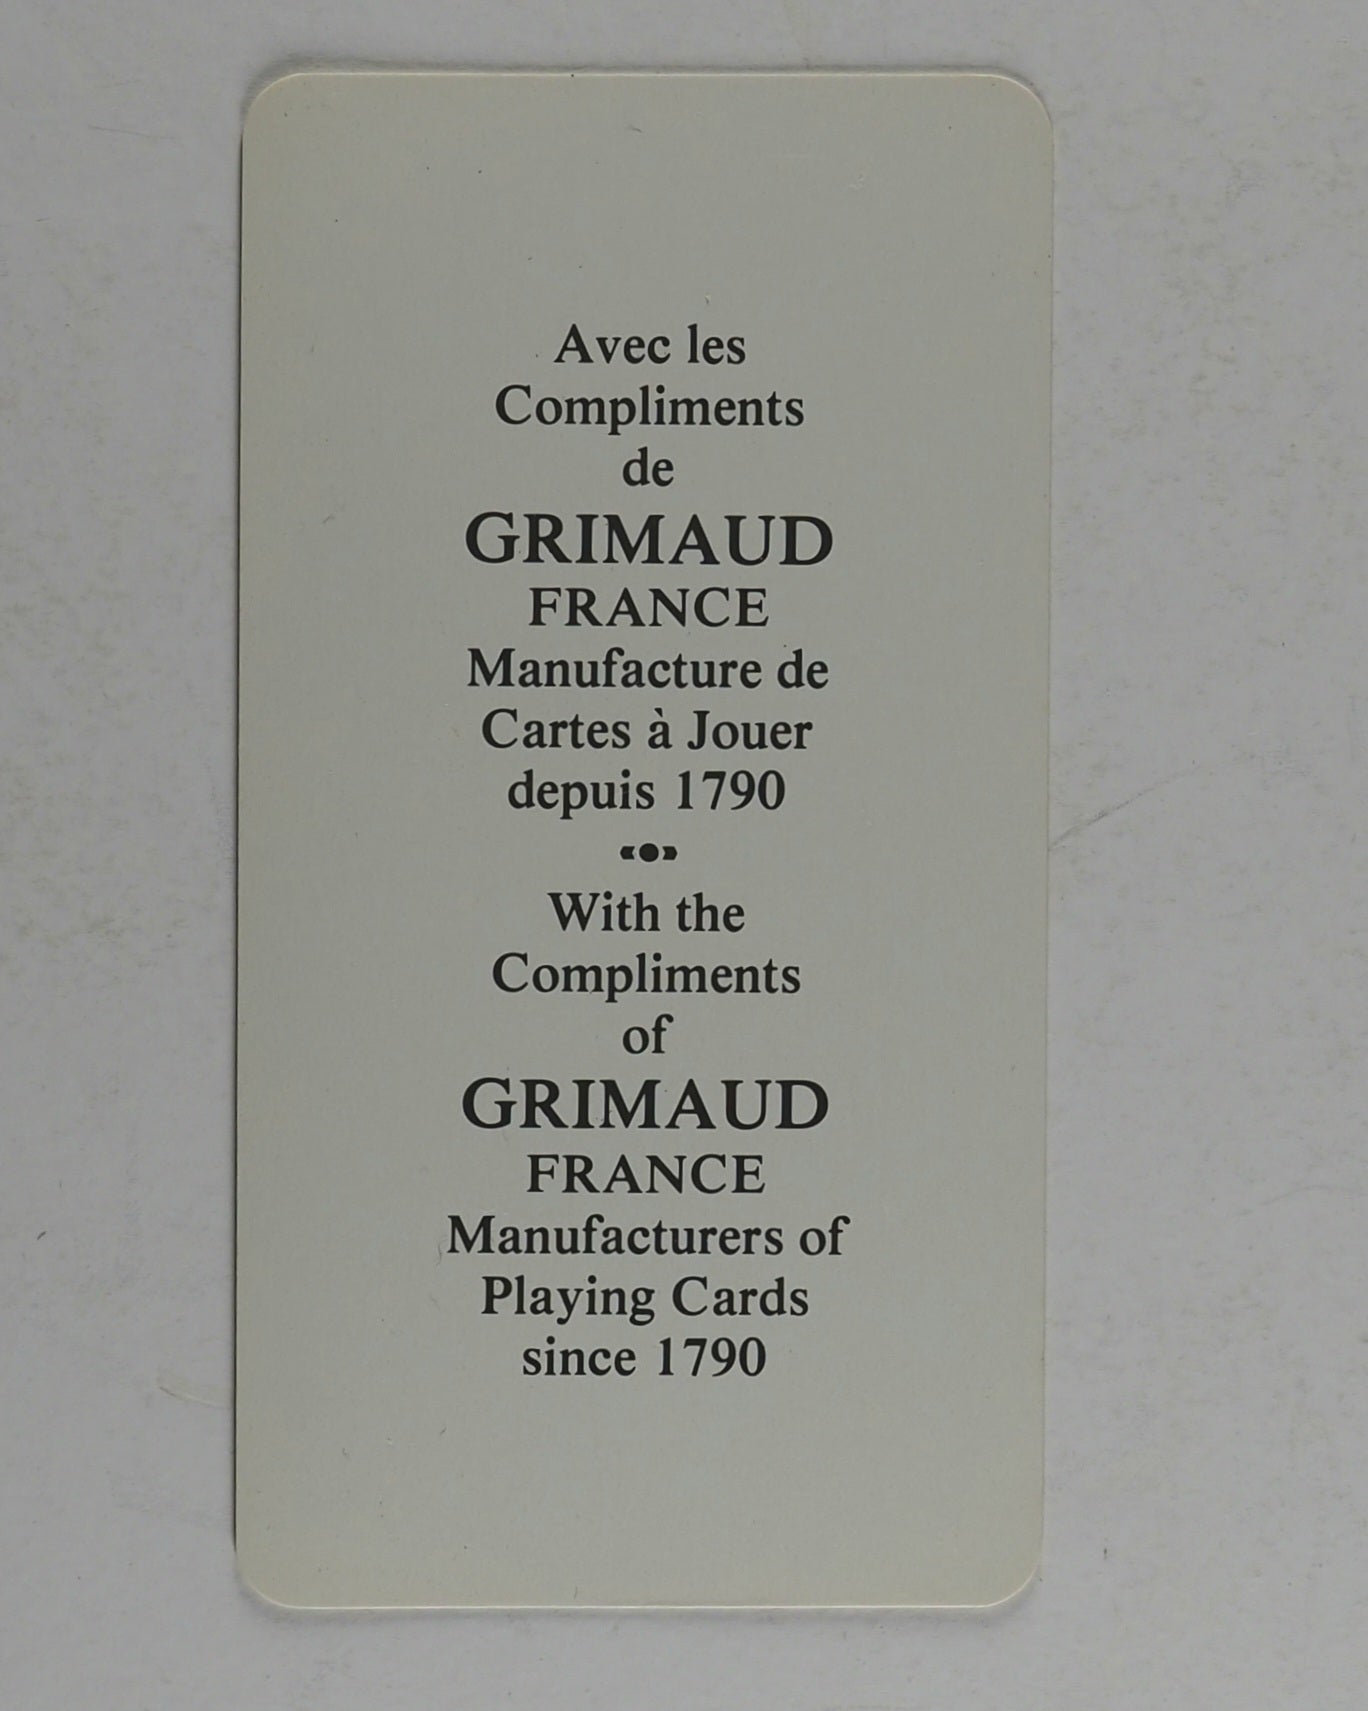 Avec les
Compliments
de
GRIMAUD
FRANCE
Manufacture de
Cartes à Jouer
depuis 1790
With the
Compliments
of
GRIMAUD
FRANCE
Manufacturers of
Playing Cards
since 1790